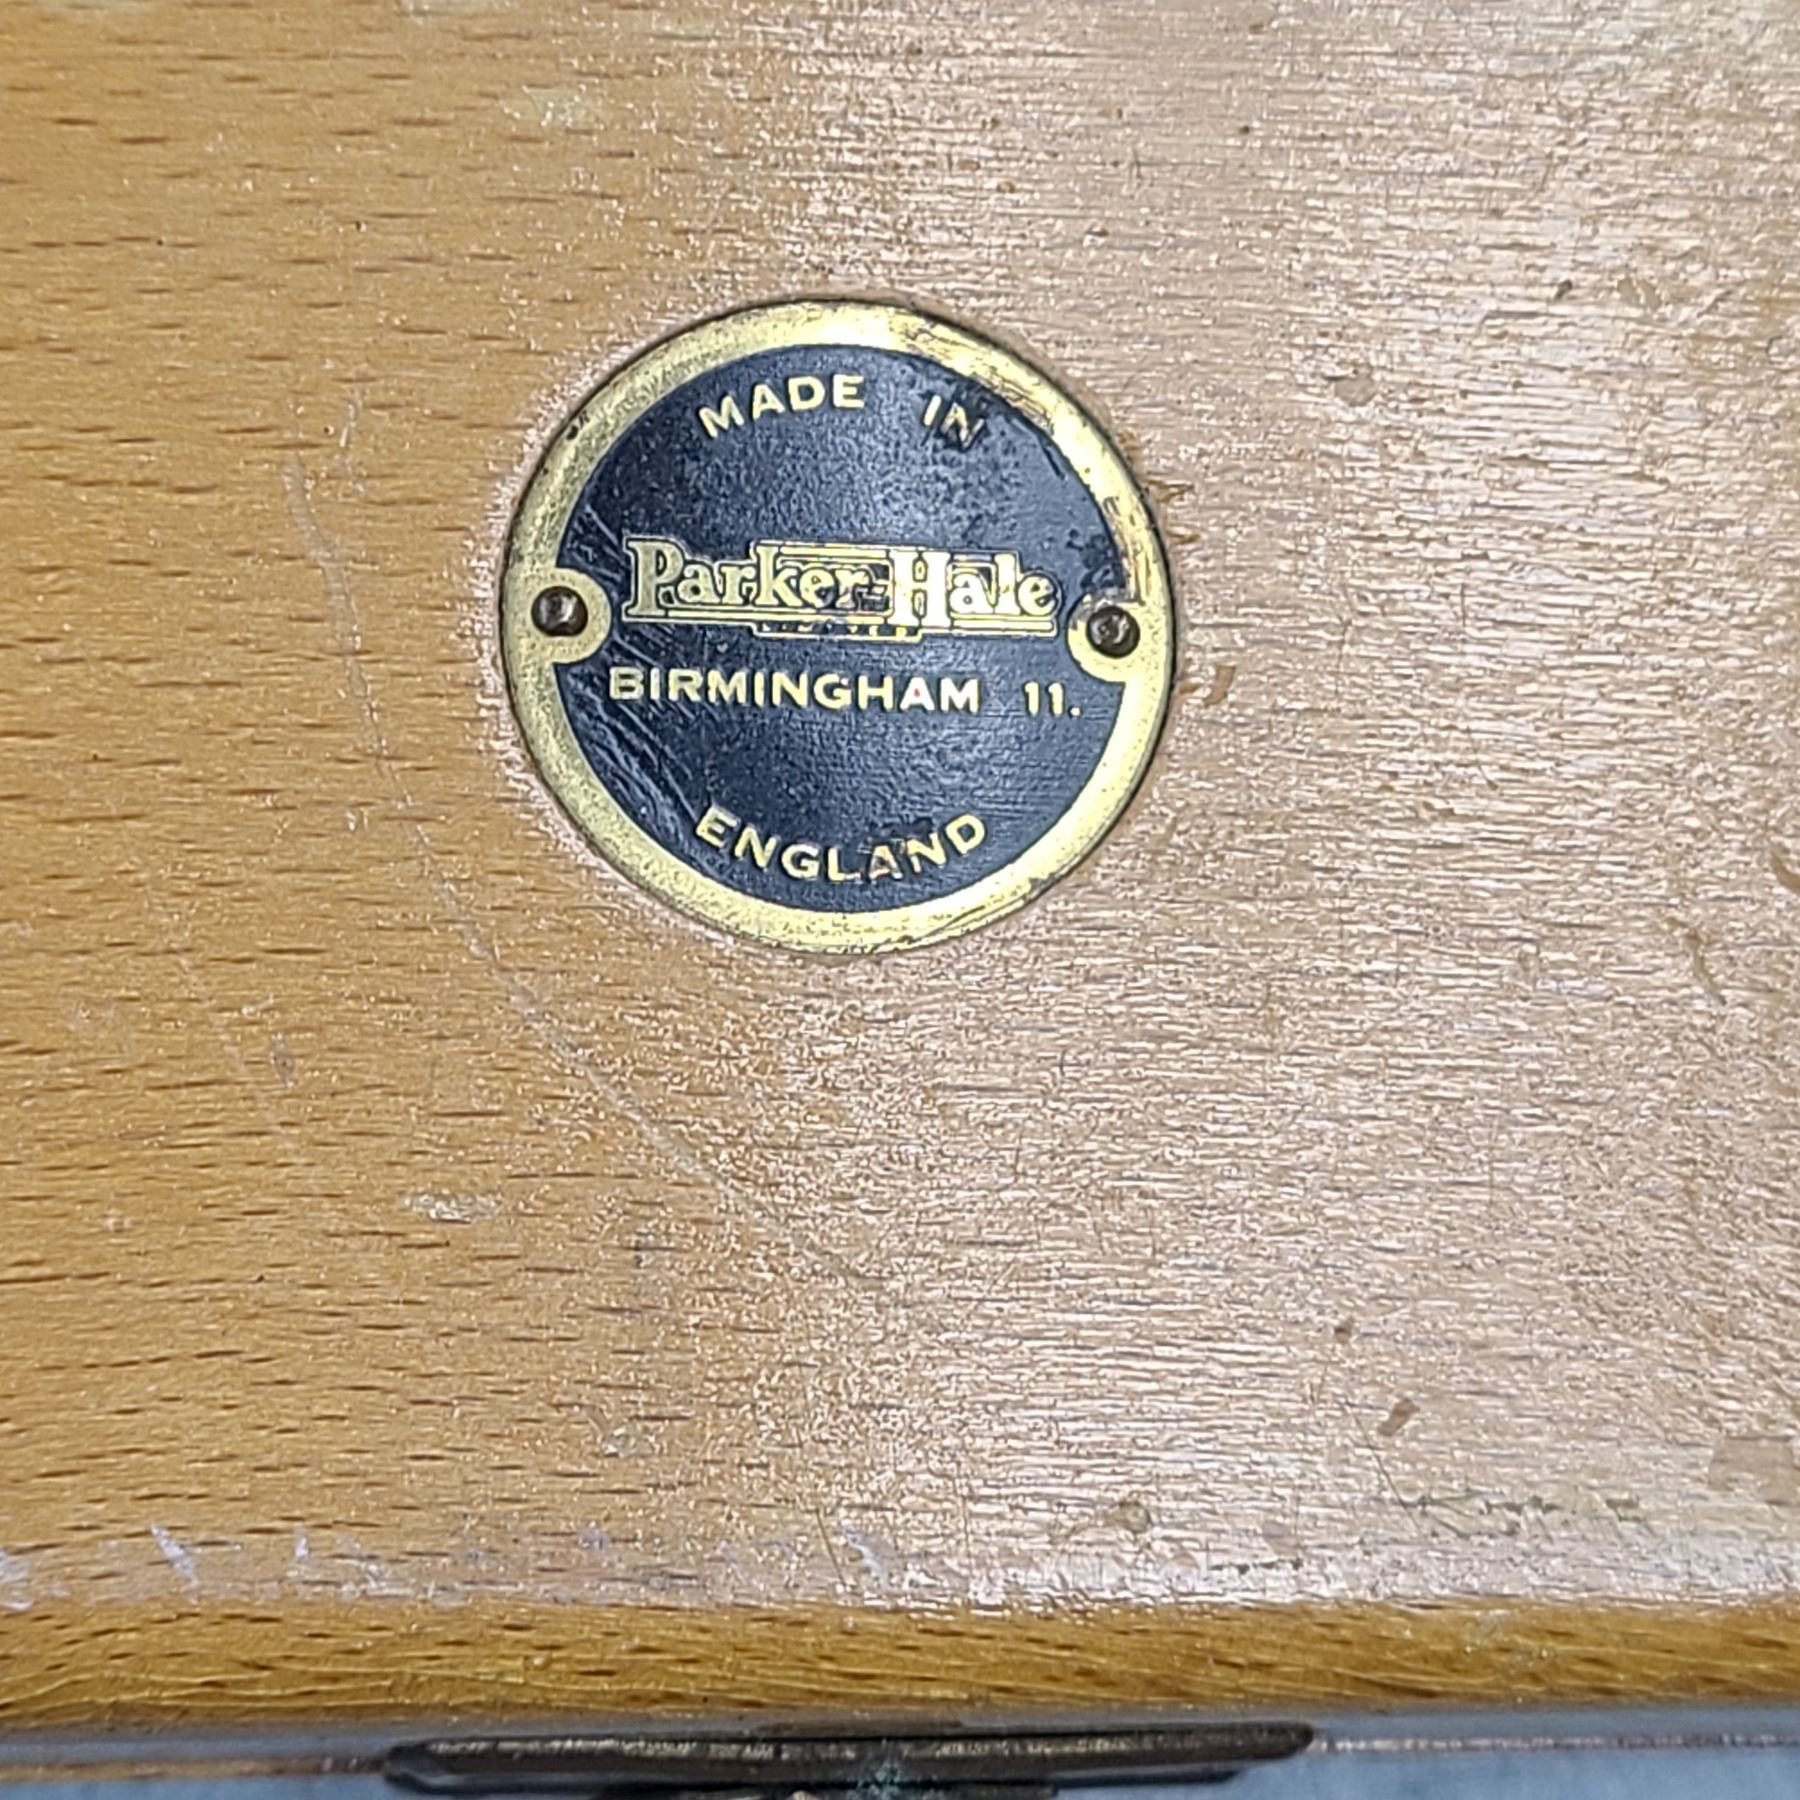 MADE IN
Parker-Hale
BIRMINGHAM 11.
ENGLAND